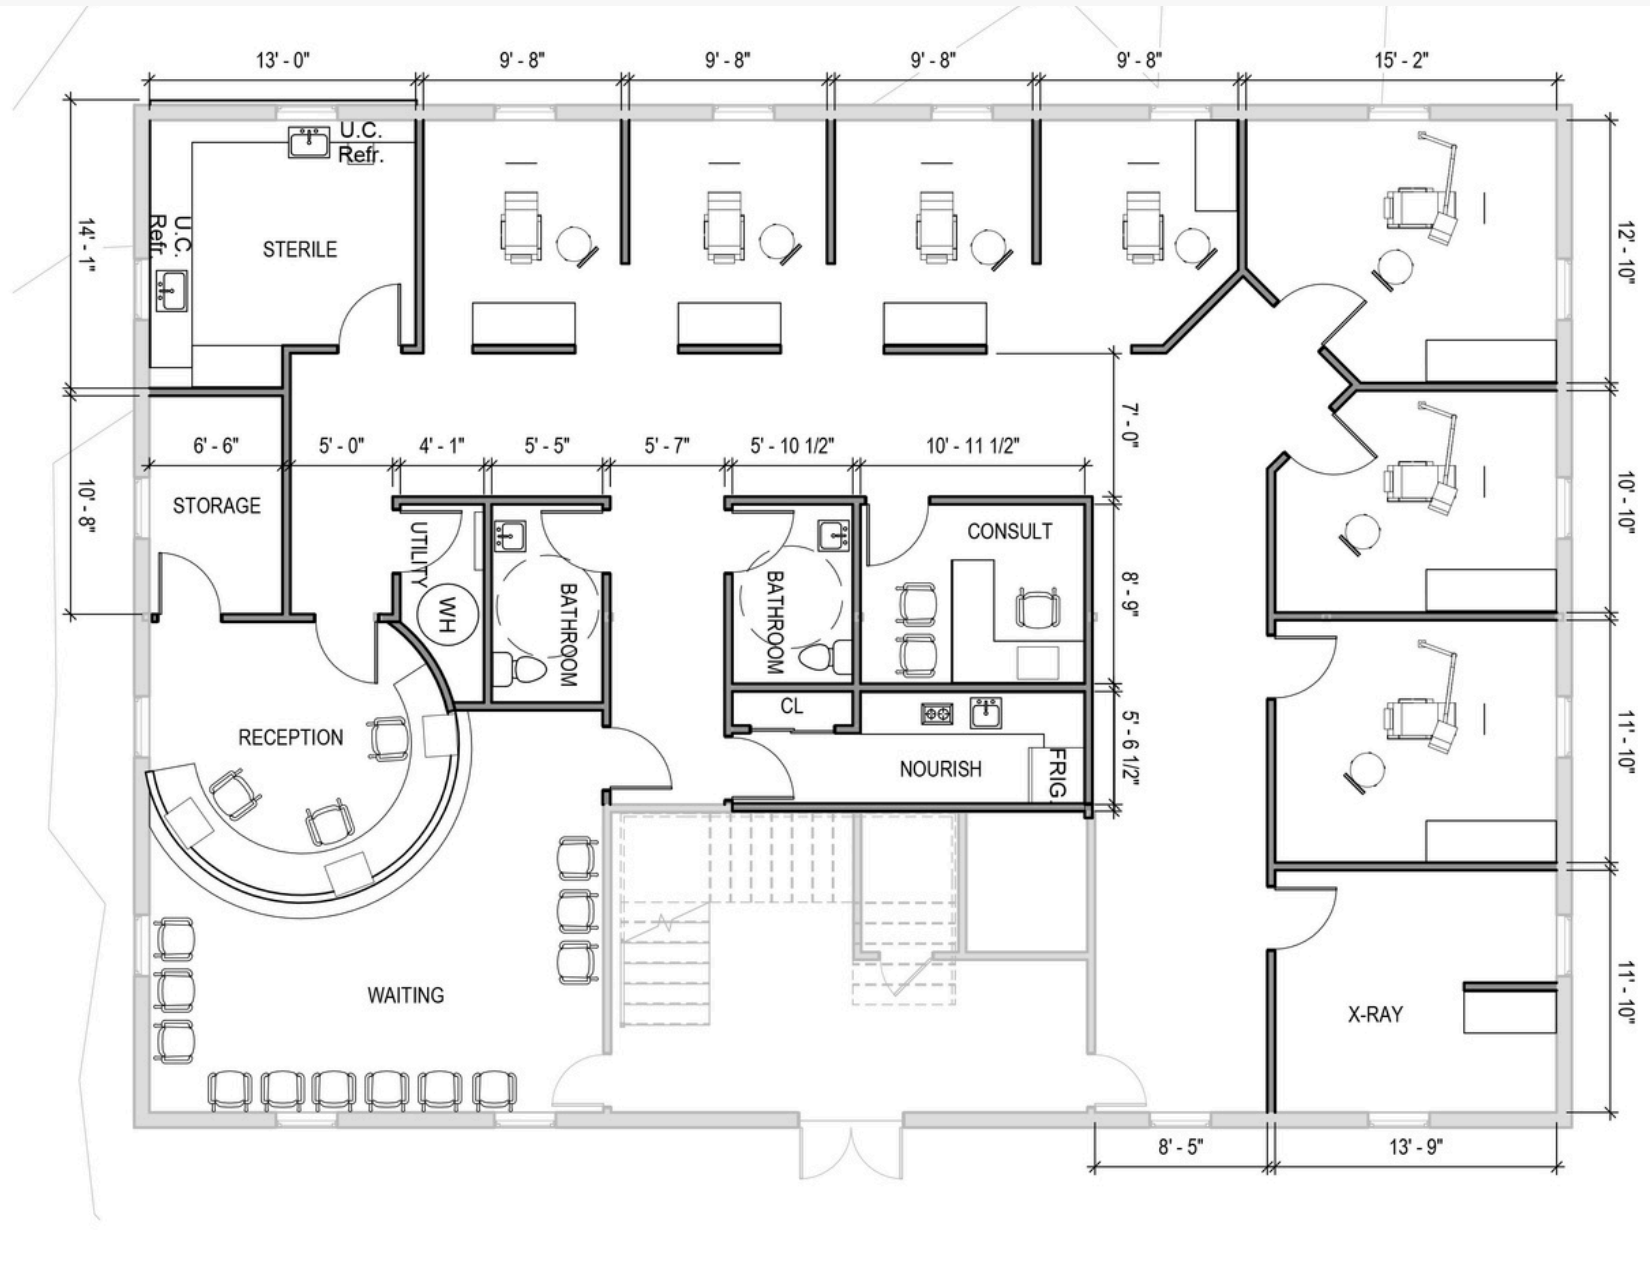 13' - 0"
9' - 8"
9' - 8"
9' - 8"
9' - 8"
15' - 2"
U.C.
Refr.
14' - 1"
U.C.
Refr.
STERILE
12' - 10"
7' - 0"
6' - 6"
5' - 0"
4' - 1"
5' - 5"
5' - 7"
5' - 10 1/2"
10' - 11 1/2"
10' - 8"
STORAGE
10' - 10"
UTILITY
WH
BATHROOM
BATHROOM
CONSULT
8' - 9"
CL
RECEPTION
NOURISH
FRIG.
5' - 6 1/2"
11' - 10"
WAITING
X-RAY
11' - 10"
8' - 5"
13' - 9"